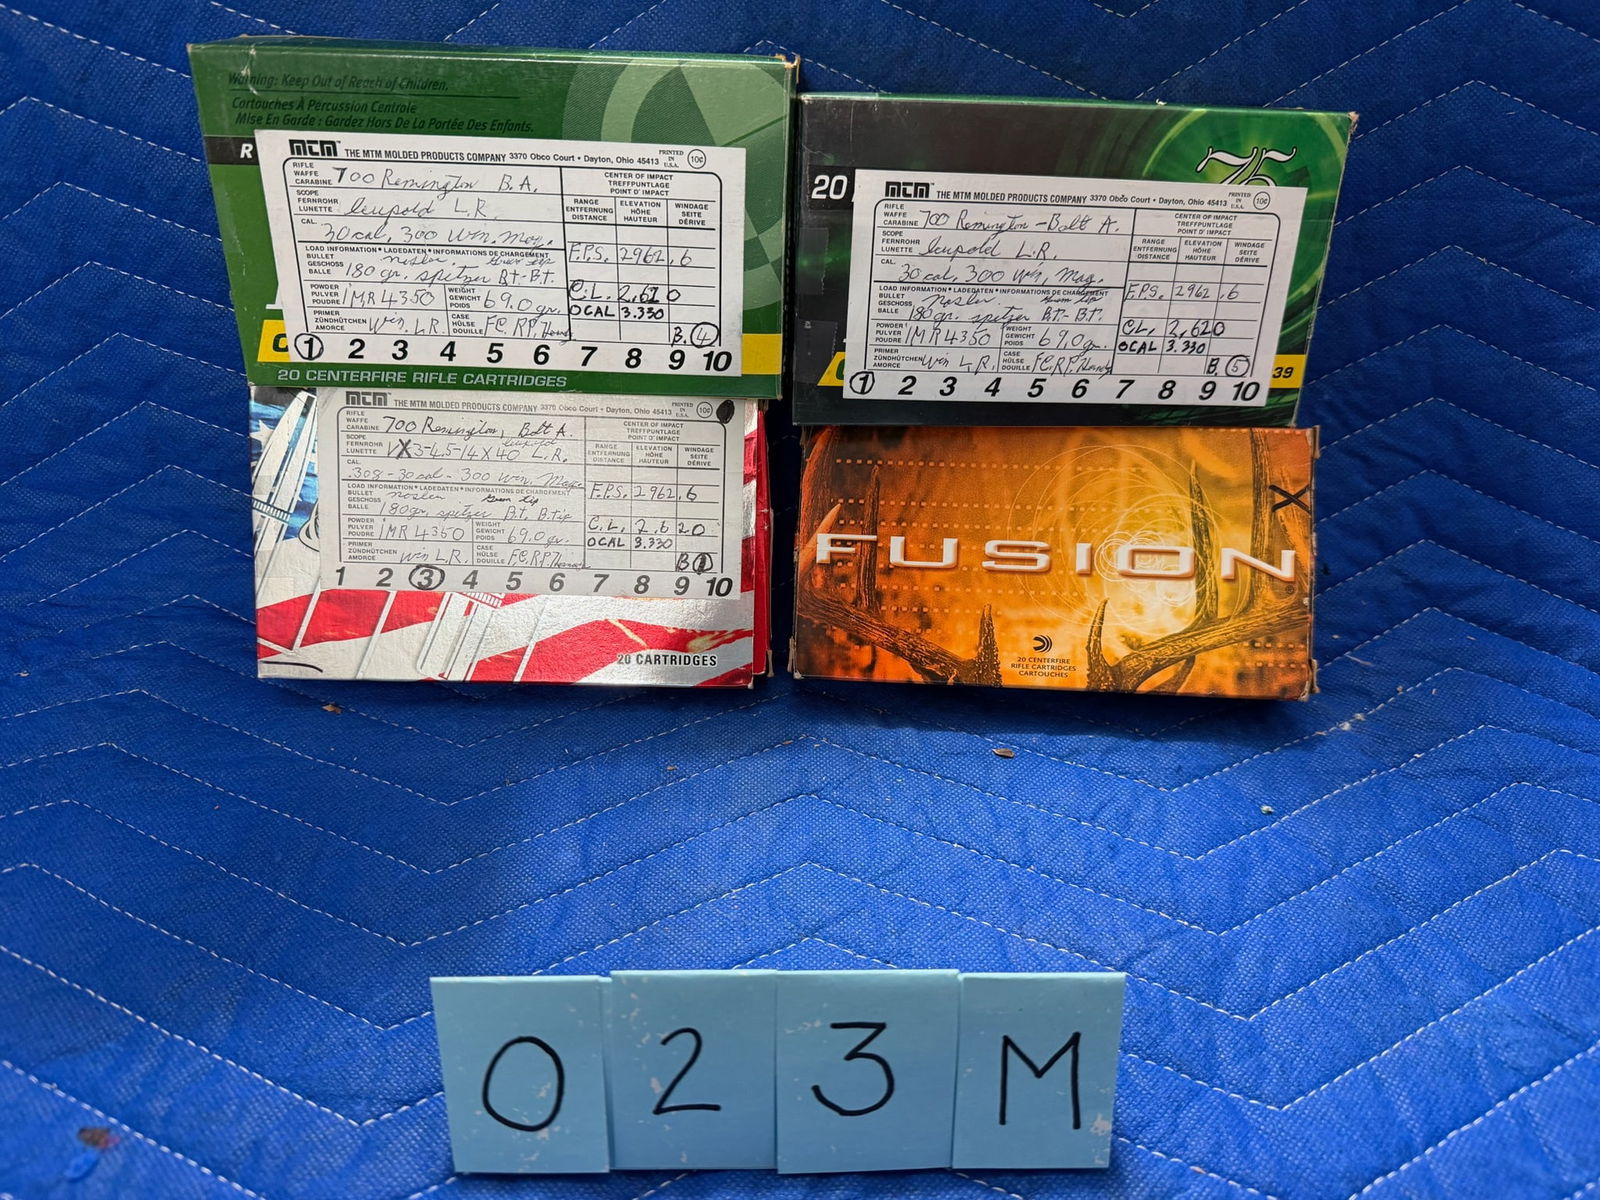 Warning: Keep Out of Reach of Children.
Cartouches À Percussion Centrale
Mise En Garde : Gardez Hors De La Portée Des Enfants.
R
MTM THE MTM MOLDED PRODUCTS COMPANY 3370 Obco Court • Dayton, Ohio 45413 PRINTED IN U.S.A. 10¢
RIFLE WAFFE CARABINE 700 Remington B.A.
SCOPE FERNROHR LUNETTE Leupold L.R.
CAL. 30 cal, 300 Win. Mag.
LOAD INFORMATION • LADEDATEN • INFORMATIONS DE CHARGEMENT
BULLET GESCHOSS BALLE nosler
180 gr. spitzer B.T.-B.T.
POWDER PULVER POUDRE IMR 4350 WEIGHT GEWICHT POIDS 69.0 gr.
PRIMER ZÜNDHÜTCHEN AMORCE Win L.R. CASE HÜLSE DOUILLE F.C. R.P.
CENTER OF IMPACT
TREFFPUNTLAGE
POINT D' IMPACT
RANGE ENTFERNUNG DISTANCE ELEVATION HÖHE HAUTEUR WINDAGE SEITE DÉRIVE
F.P.S. 2962.6
C.L. 2.620
OCAL 3.330
B. 4
1 2 3 4 5 6 7 8 9 10
20 CENTERFIRE RIFLE CARTRIDGES
75
20
MTM THE MTM MOLDED PRODUCTS COMPANY 3370 Obco Court • Dayton, Ohio 45413 PRINTED IN U.S.A. 10¢
RIFLE WAFFE CARABINE 700 Remington-Bolt A.
SCOPE FERNROHR LUNETTE Leupold L.R.
CAL. 30 cal, 300 Win, Mag.
LOAD INFORMATION • LADEDATEN • INFORMATIONS DE CHARGEMENT
BULLET GESCHOSS BALLE Nosler
180 gr. spitzer B.T.-B.T.
POWDER PULVER POUDRE IMR 4350 WEIGHT GEWICHT POIDS 69.0 gr.
PRIMER ZÜNDHÜTCHEN AMORCE Win L.R. CASE HÜLSE DOUILLE F.C. R.P.
CENTER OF IMPACT
TREFFPUNTLAGE
POINT D' IMPACT
RANGE ENTFERNUNG DISTANCE ELEVATION HÖHE HAUTEUR WINDAGE SEITE DÉRIVE
F.P.S. 2962.6
CL. 2.620
OCAL 3.330
B. 5
1 2 3 4 5 6 7 8 9 10
39
MTM THE MTM MOLDED PRODUCTS COMPANY 3370 Obco Court • Dayton, Ohio 45413 PRINTED IN U.S.A. 10¢
RIFLE WAFFE CARABINE 700 Remington, Bolt A.
SCOPE FERNROHR LUNETTE VX3-4.5-14X40 Leupold L.R.
CAL. .308-30 cal-300 Win, Mag.
LOAD INFORMATION • LADEDATEN • INFORMATIONS DE CHARGEMENT
BULLET GESCHOSS BALLE nosler Green tip
180 gr. spitzer B.T. B.Tip
POWDER PULVER POUDRE IMR 4350 WEIGHT GEWICHT POIDS 69.0 gr.
PRIMER ZÜNDHÜTCHEN AMORCE Win L.R. CASE HÜLSE DOUILLE F.C. R.P.
CENTER OF IMPACT
TREFFPUNTLAGE
POINT D' IMPACT
RANGE ENTFERNUNG DISTANCE ELEVATION HÖHE HAUTEUR WINDAGE SEITE DÉRIVE
F.P.S. 2962.6
C.L. 2.620
OCAL 3.330
1 2 3 4 5 6 7 8 9 10
20 CARTRIDGES
X
FUSION
20 CENTERFIRE
RIFLE CARTRIDGES
CARTOUCHES
023M